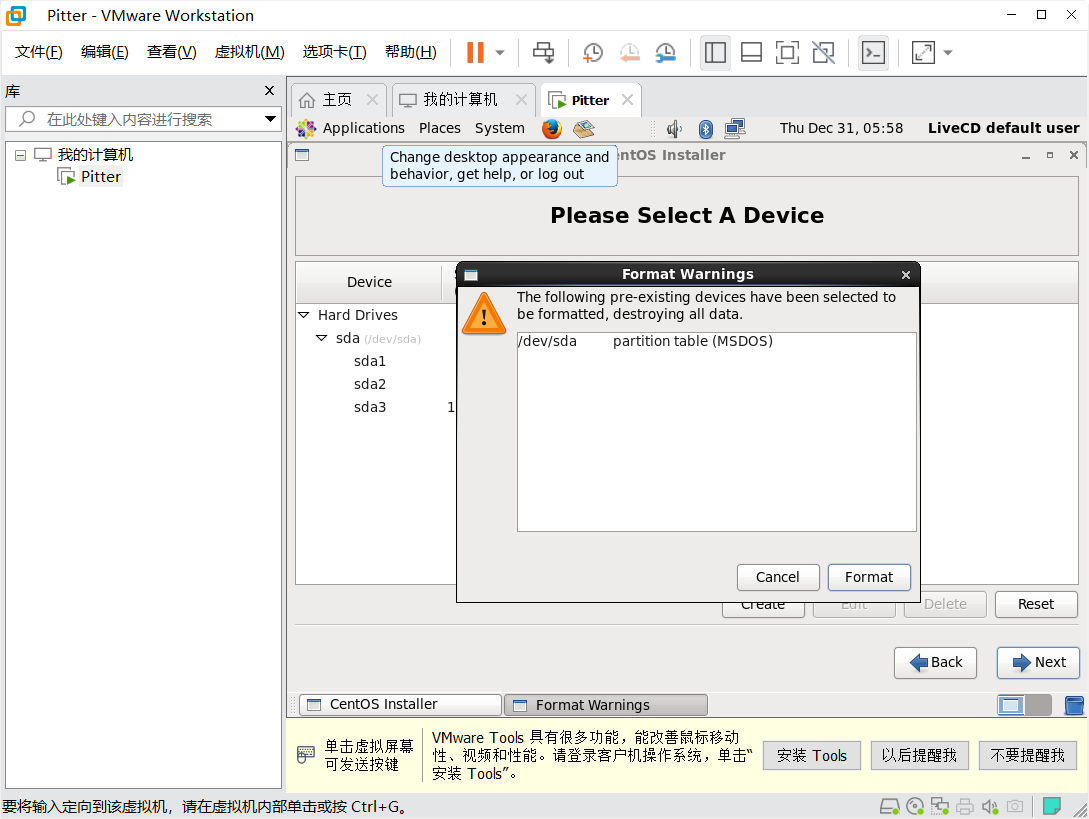 Pitter - VMware Workstation
文件(F) 编辑(E) 查看(V) 虚拟机(M) 选项卡(T) 帮助(H)
库
在此处键入内容进行搜索
我的计算机
Pitter
主页 我的计算机 Pitter
Applications Places System Thu Dec 31, 05:58 LiveCD default user
Change desktop appearance and
behavior, get help, or log out
entOS Installer
Please Select A Device
Device
Hard Drives
sda (/dev/sda)
sda1
sda2
sda3 1
Format Warnings
The following pre-existing devices have been selected to
be formatted, destroying all data.
/dev/sda partition table (MSDOS)
Cancel Format
Create Edit Delete Reset
Back Next
CentOS Installer Format Warnings
单击虚拟屏幕
可发送按键
VMware Tools 具有很多功能，能改善鼠标移动
性、视频和性能。请登录客户机操作系统，单击“
安装 Tools”。
安装 Tools 以后提醒我 不要提醒我
要将输入定向到该虚拟机，请在虚拟机内部单击或按 Ctrl+G。